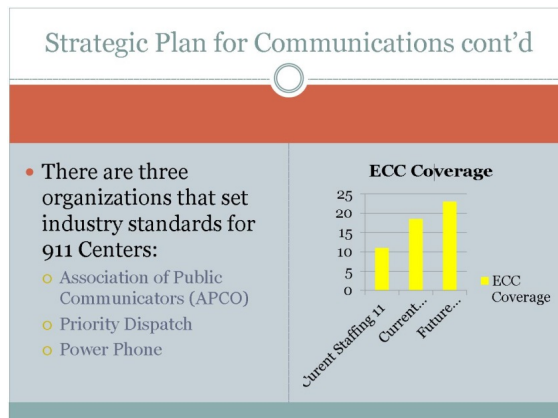 Strategic Plan for Communications cont'd
There are three
organizations that set
industry standards for
911 Centers:
Association of Public
Communicators (APCO)
Priority Dispatch
Power Phone
ECC Coverage
25
20
15
10
5
0
Curent Staffing 11
Current...
Future...
ECC
Coverage